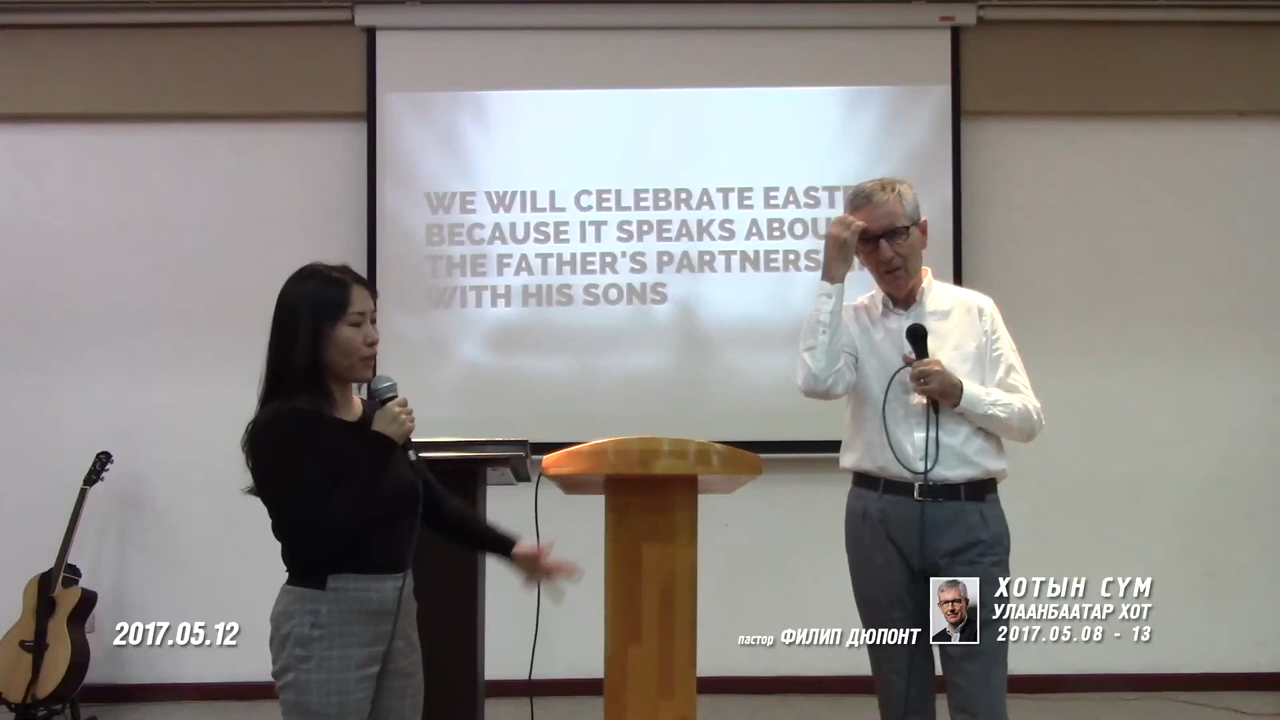 WE WILL CELEBRATE EAST
BECAUSE IT SPEAKS ABOU
THE FATHER'S PARTNERS
WITH HIS SONS
2017.05.12
пастор ФИЛИП ДЮПОНТ
ХОТЫН СҮМ
УЛААНБААТАР ХОТ
2017.05.08 - 13